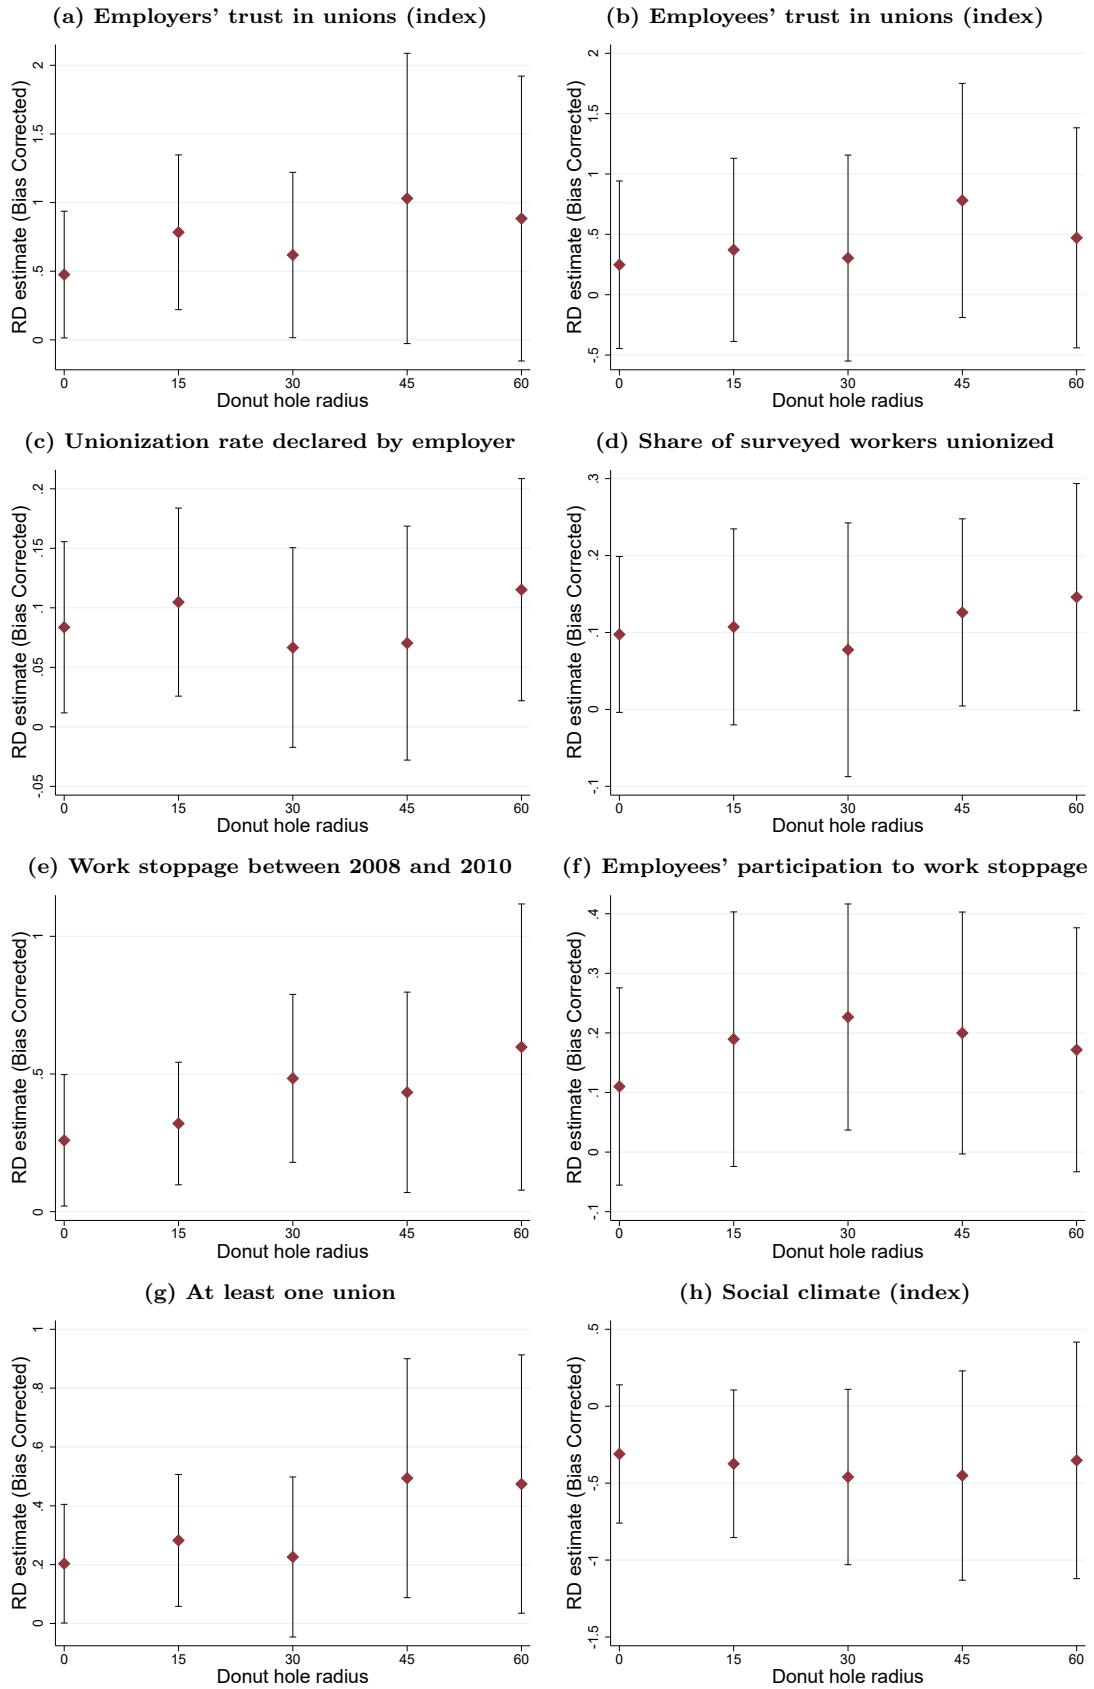 (a) Employers’ trust in unions (index)
RD estimate (Bias Corrected)
2
1.5
1
.5
0
0 15 30 45 60
Donut hole radius
(b) Employees’ trust in unions (index)
RD estimate (Bias Corrected)
2
1.5
1
.5
0
-.5
0 15 30 45 60
Donut hole radius
(c) Unionization rate declared by employer
RD estimate (Bias Corrected)
.2
.15
.1
.05
0
-.05
0 15 30 45 60
Donut hole radius
(d) Share of surveyed workers unionized
RD estimate (Bias Corrected)
.3
.2
.1
0
-.1
0 15 30 45 60
Donut hole radius
(e) Work stoppage between 2008 and 2010
RD estimate (Bias Corrected)
1
.5
0
0 15 30 45 60
Donut hole radius
(f) Employees’ participation to work stoppage
RD estimate (Bias Corrected)
.4
.3
.2
.1
0
-.1
0 15 30 45 60
Donut hole radius
(g) At least one union
RD estimate (Bias Corrected)
1
.8
.6
.4
.2
0
0 15 30 45 60
Donut hole radius
(h) Social climate (index)
RD estimate (Bias Corrected)
.5
0
-.5
-1
-1.5
0 15 30 45 60
Donut hole radius